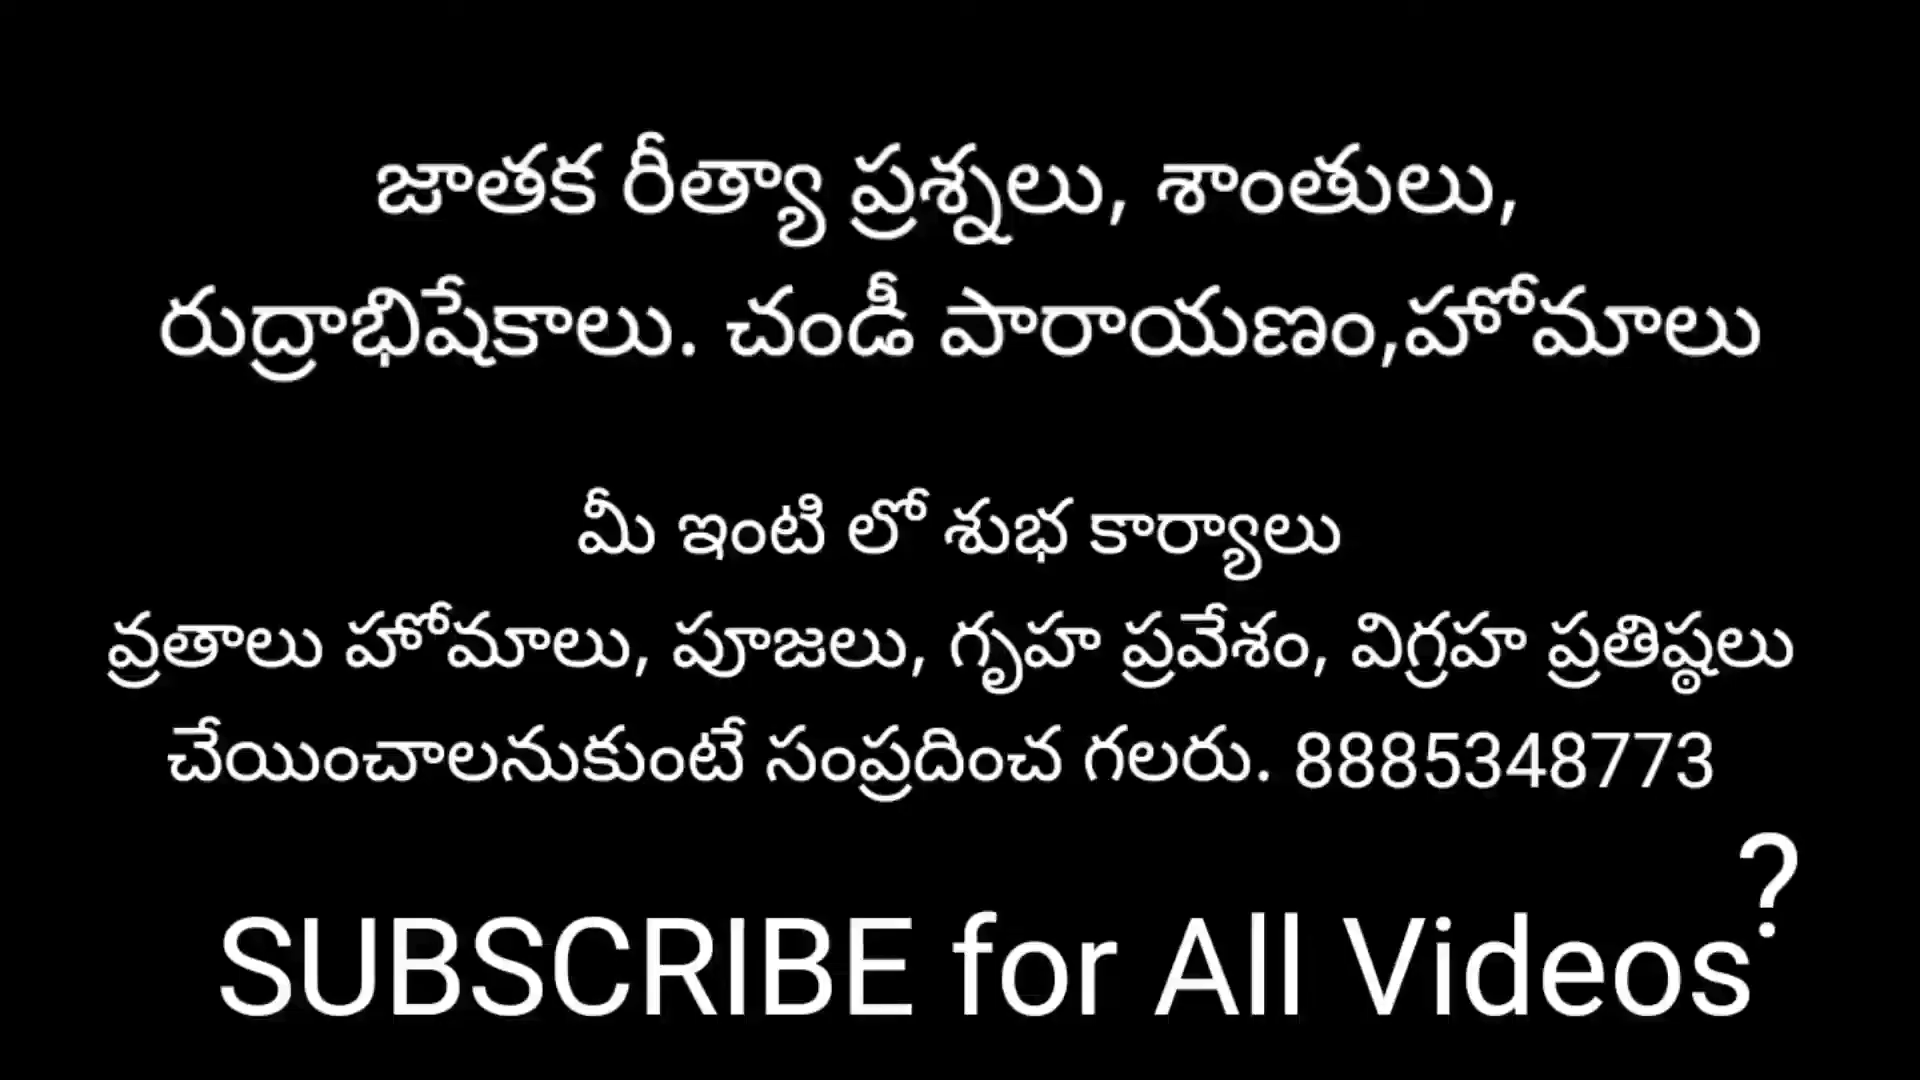 జాతక రీత్యా ప్రశ్నలు, శాంతులు,
రుద్రాభిషేకాలు. చండీ పారాయణం,హోమాలు
మీ ఇంటి లో శుభ కార్యాలు
వ్రతాలు హోమాలు, పూజలు, గృహ ప్రవేశం, విగ్రహ ప్రతిష్ఠలు
చేయించాలనుకుంటే సంప్రదించ గలరు. 8885348773
SUBSCRIBE for All Videos?